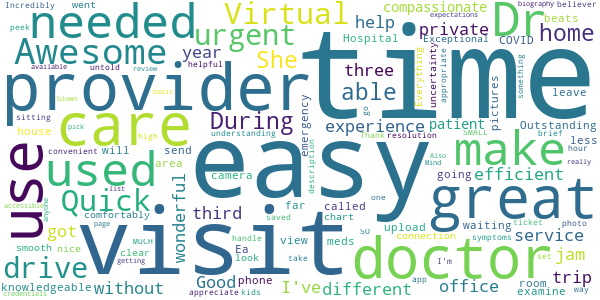 Incredibly went needed Virtual compassionate Dr expectations biography believer
peek urgent help private Hospital Exceptional COVID beats home
Awesome She year three able Everything uncertainty appropriate pictures something leave
available untold helpful
provider time
review During experience patient Outstanding
sitting blown basic emergency Thank resolution SMALL brief less
house pick high understanding go Also Mind hour
care make
use used will send area camera description going efficient really
convenient list easy
accessible anyone comfortably Quick wonderful third far called waiting great
page got saved chart one upload jam
smooth nice MUCH clear Ea view meds so connection ticket photo
visit doctor service
drive handle look take symptoms I'm set farm
getting Good phone I've different office room trip
knowledgeable without appreciate kids app examine way
credentials